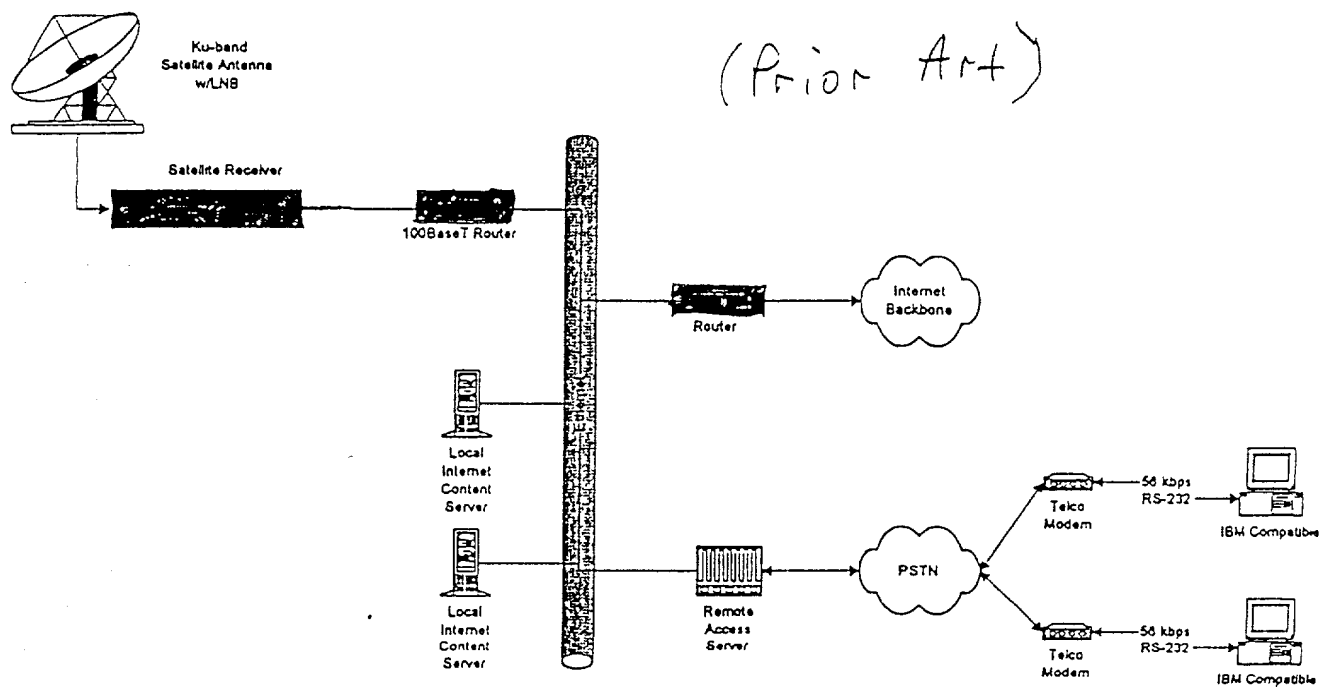 Ku-band
Satellite Antenna
w/LNB
(Prior Art)
Satellite Receiver
100BaseT Router
Router
Internet
Backbone
Local
Internet
Content
Server
Local
Internet
Content
Server
Remote
Access
Server
PSTN
Telco
Modem
56 kbps
RS-232
IBM Compatible
Telco
Modem
56 kbps
RS-232
IBM Compatible